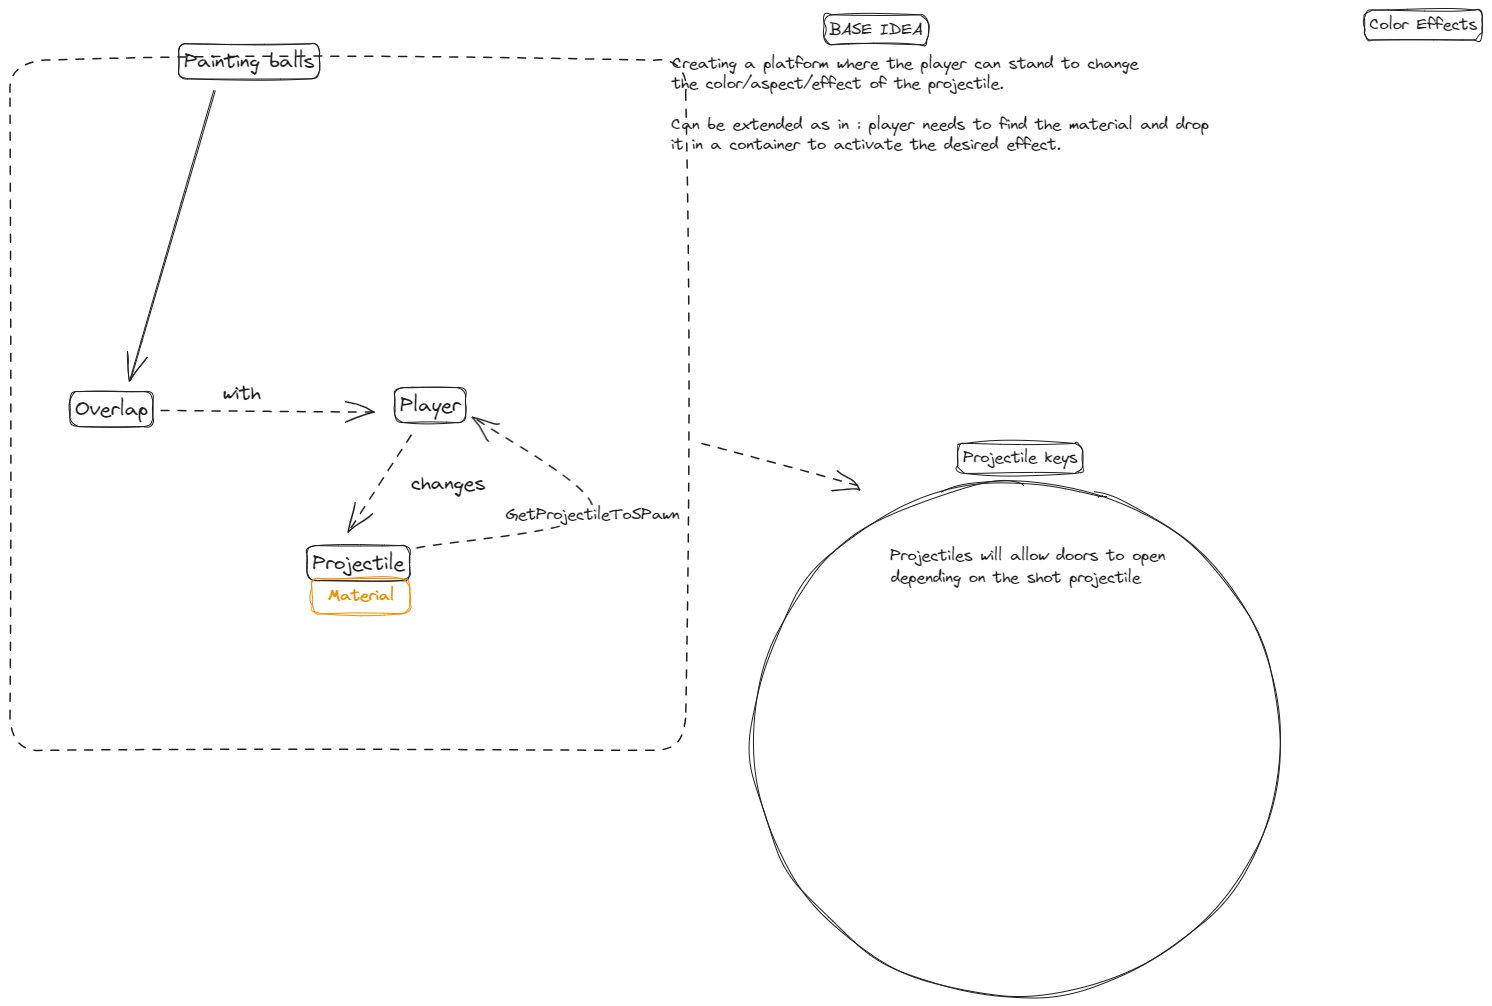 BASE IDEA
Color Effects
Painting balls
Creating a platform where the player can stand to change
the color/aspect/effect of the projectile.
Can be extended as in : player needs to find the material and drop
it in a container to activate the desired effect.
Overlap
with
Player
changes
GetProjectileToSPawn
Projectile
Material
Projectile keys
Projectiles will allow doors to open
depending on the shot projectile